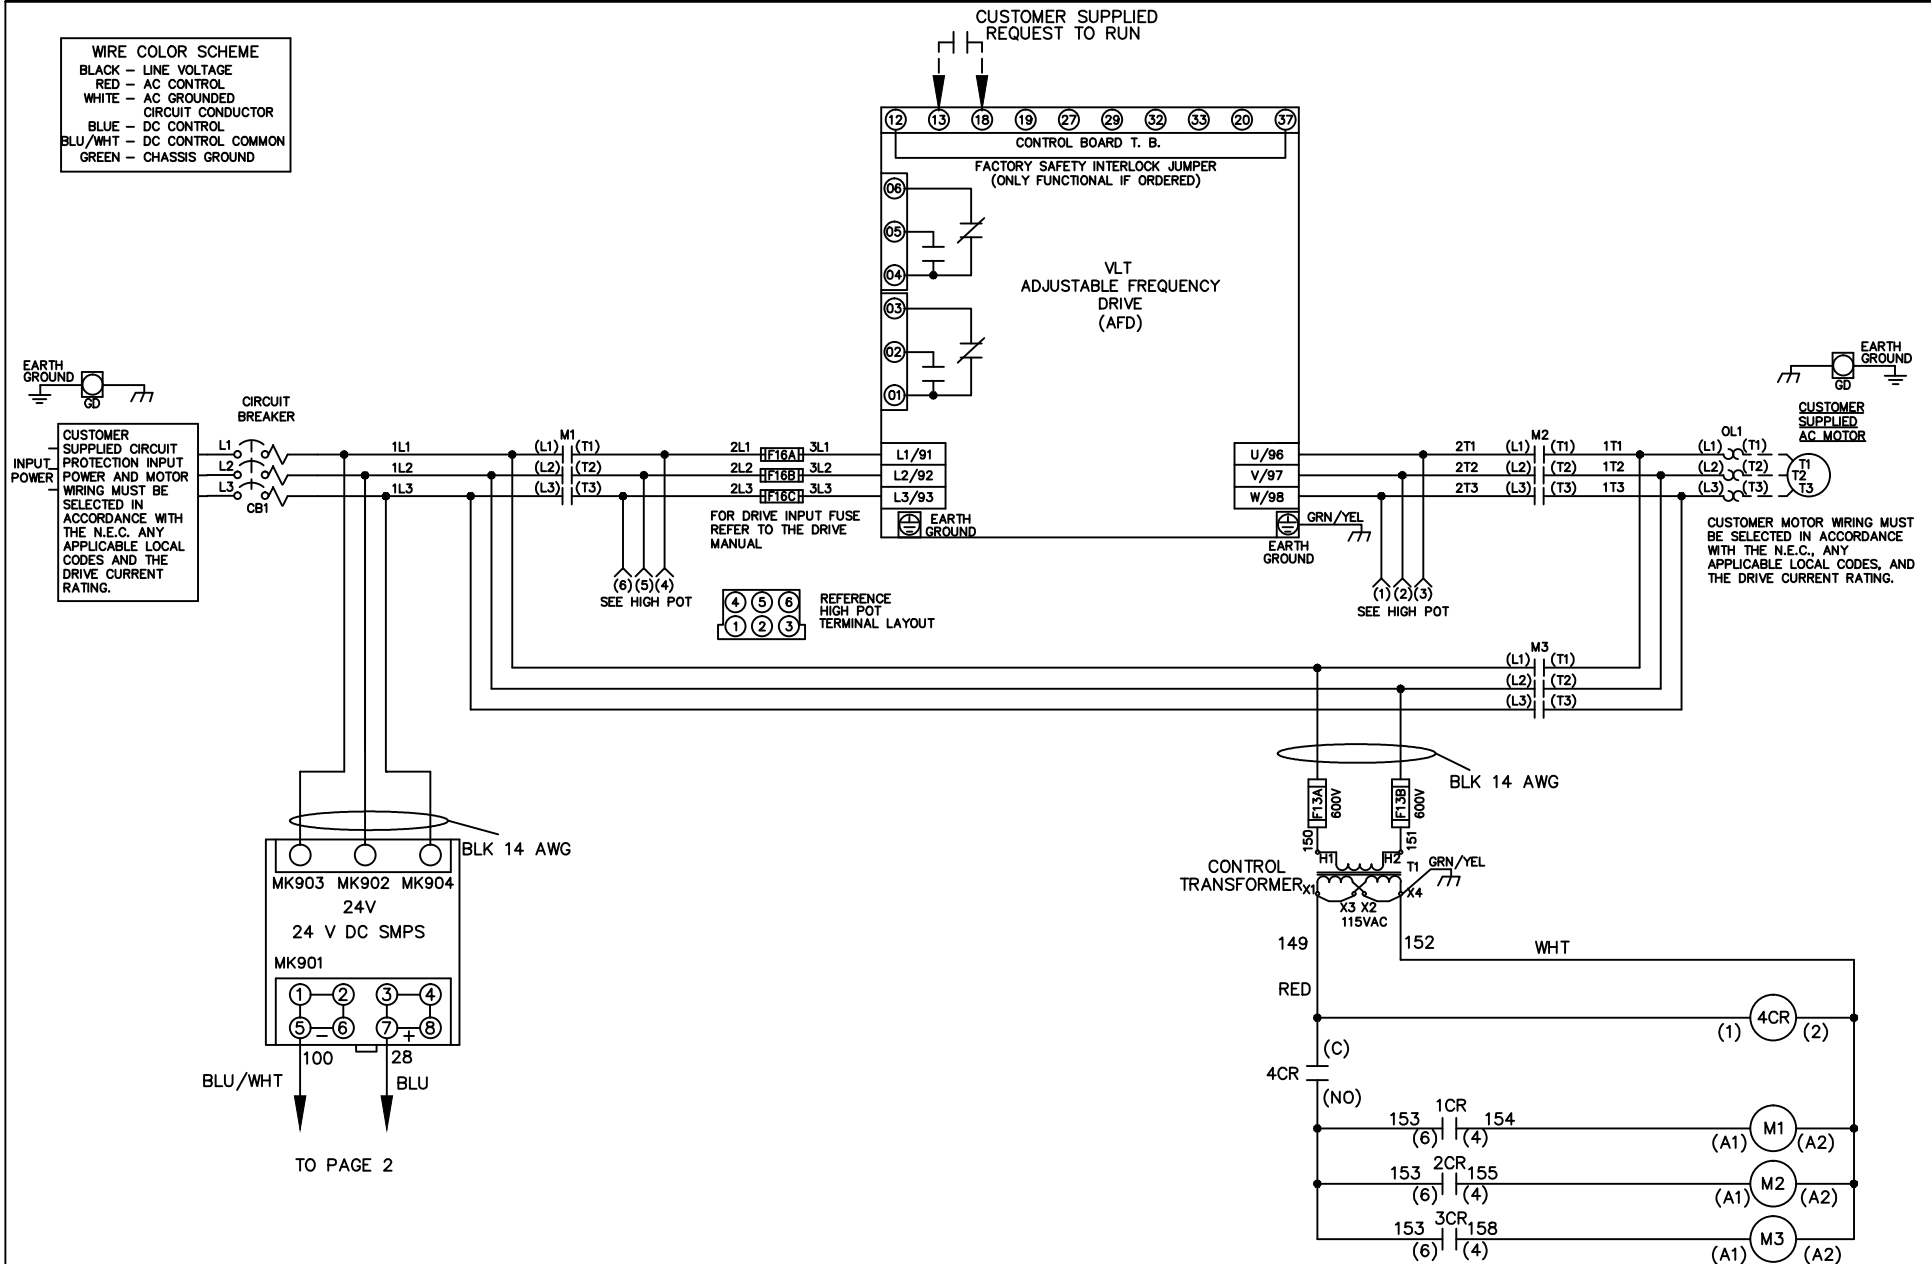 CUSTOMER SUPPLIED
REQUEST TO RUN
WIRE COLOR SCHEME
BLACK – LINE VOLTAGE
RED – AC CONTROL
WHITE – AC GROUNDED
CIRCUIT CONDUCTOR
BLUE – DC CONTROL
BLU/WHT – DC CONTROL COMMON
GREEN – CHASSIS GROUND
12 13 18 19 27 29 32 33 20 37
CONTROL BOARD T. B.
FACTORY SAFETY INTERLOCK JUMPER
(ONLY FUNCTIONAL IF ORDERED)
06
05
04
03
02
01
VLT
ADJUSTABLE FREQUENCY
DRIVE
(AFD)
EARTH
GROUND
GD
CIRCUIT
BREAKER
INPUT
POWER
CUSTOMER
SUPPLIED CIRCUIT
PROTECTION INPUT
POWER AND MOTOR
WIRING MUST BE
SELECTED IN
ACCORDANCE WITH
THE N.E.C. ANY
APPLICABLE LOCAL
CODES AND THE
DRIVE CURRENT
RATING.
L1
L2
L3
CB1
1L1
1L2
1L3
M1
(L1) (T1)
(L2) (T2)
(L3) (T3)
2L1 F16A 3L1
2L2 F16B 3L2
2L3 F16C 3L3
FOR DRIVE INPUT FUSE
REFER TO THE DRIVE
MANUAL
L1/91
L2/92
L3/93
EARTH
GROUND
(6) (5) (4)
SEE HIGH POT
4 5 6
1 2 3
REFERENCE
HIGH POT
TERMINAL LAYOUT
U/96
V/97
W/98
GRN/YEL
EARTH
GROUND
2T1
2T2
2T3
M2
(L1) (T1)
(L2) (T2)
(L3) (T3)
1T1
1T2
1T3
(1) (2) (3)
SEE HIGH POT
EARTH
GROUND
GD
CUSTOMER
SUPPLIED
AC MOTOR
OL1
(L1) (T1)
(L2) (T2)
(L3) (T3)
T1
T2
T3
CUSTOMER MOTOR WIRING MUST
BE SELECTED IN ACCORDANCE
WITH THE N.E.C., ANY
APPLICABLE LOCAL CODES, AND
THE DRIVE CURRENT RATING.
M3
(L1) (T1)
(L2) (T2)
(L3) (T3)
BLK 14 AWG
F13A
600V
F13B
600V
150
151
H1 H2
T1
GRN/YEL
CONTROL
TRANSFORMER
X1
X3 X2
X4
115VAC
149
152
WHT
RED
BLK 14 AWG
MK903 MK902 MK904
24V
24 V DC SMPS
MK901
1 2 3 4
5 – 6 7 + 8
100
28
BLU/WHT
BLU
TO PAGE 2
(1) 4CR (2)
(C)
4CR
(NO)
1CR
153 154
(6) (4)
(A1) M1 (A2)
2CR
153 155
(6) (4)
(A1) M2 (A2)
3CR
153 158
(6) (4)
(A1) M3 (A2)